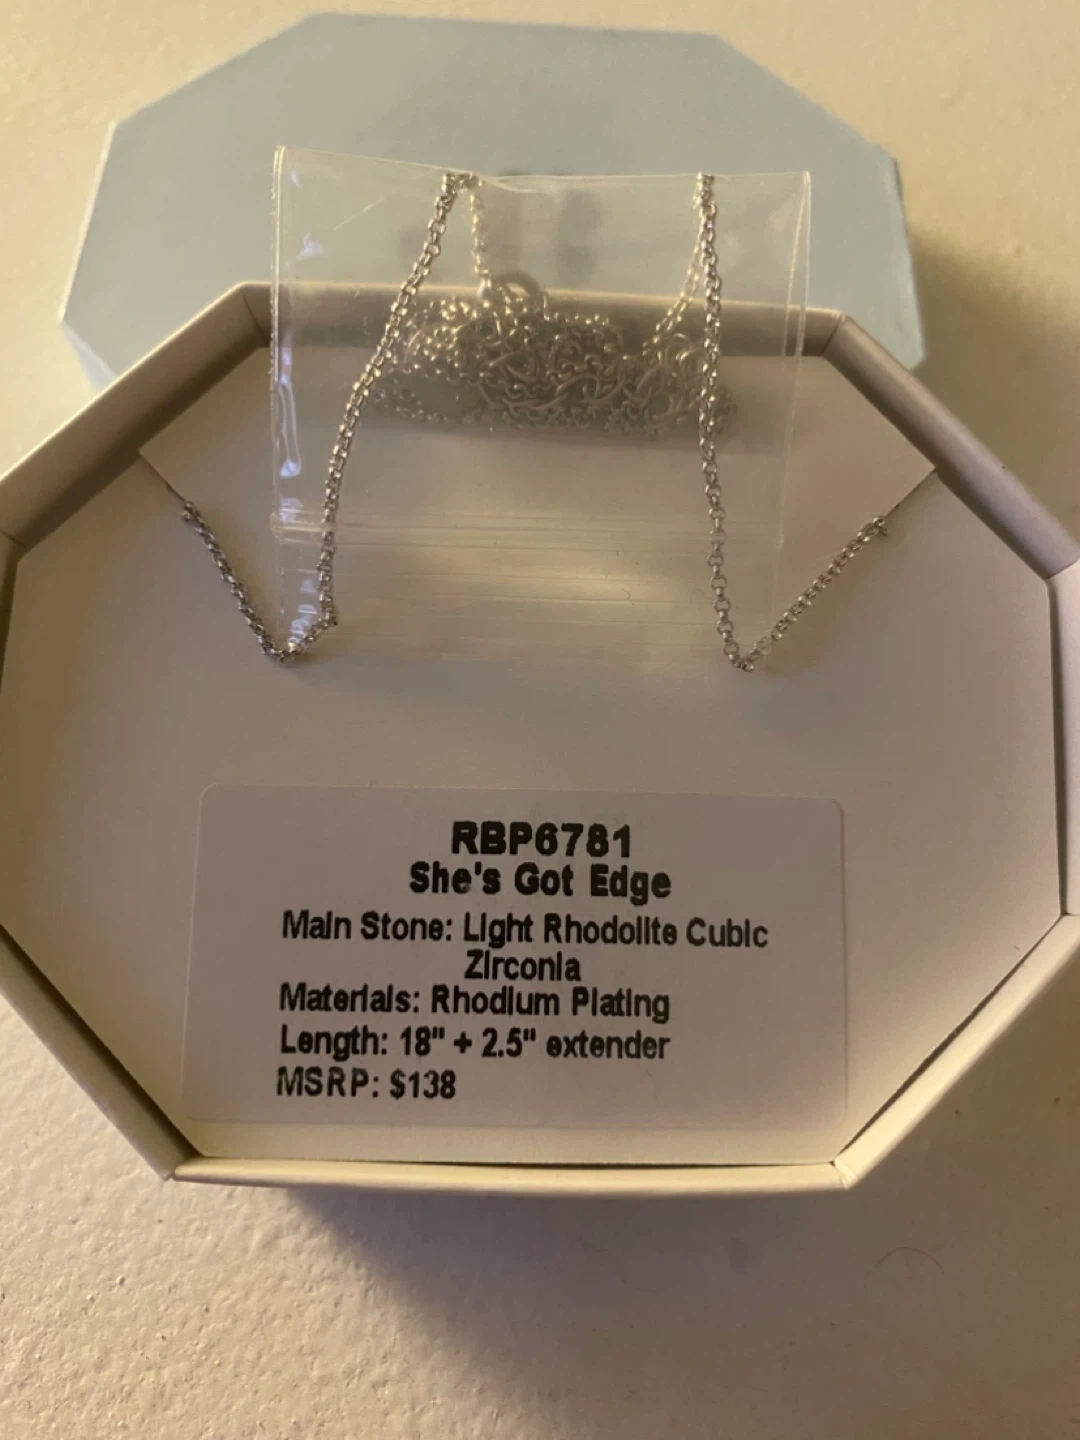 RBP6781
She's Got Edge
Main Stone: Light Rhodolite Cubic
Zirconia
Materials: Rhodium Plating
Length: 18" + 2.5" extender
MSRP: $138